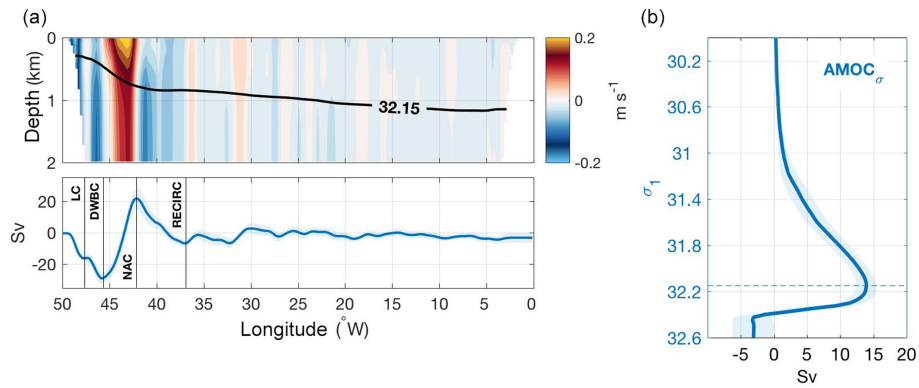 (a)
0
1
2
Depth (km)
32.15
0.2
0
-0.2
m s⁻¹
20
0
-20
Sv
LC
DWBC
NAC
RECIRC
50 45 40 35 30 25 20 15 10 5 0
Longitude (°W)
(b)
30.2
30.6
31
31.4
31.8
32.2
32.6
σ₁
AMOCσ
-5 0 5 10 15 20
Sv